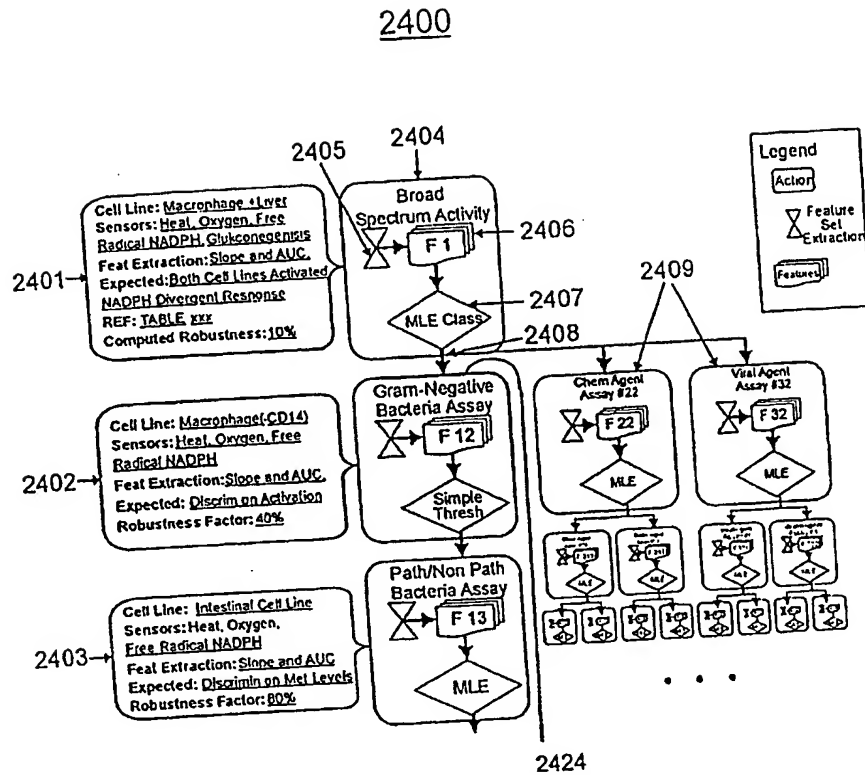 2400
2404
2405
Broad
Spectrum Activity
F 1
2406
MLE Class
2407
2408
2409
Legend
Action
Feature
Set
Extraction
Features
2401
Cell Line: Macrophage +Liver
Sensors: Heat, Oxygen, Free
Radical NADPH, Glukconegenisis
Feat Extraction: Slope and AUC,
Expected: Both Cell Lines Activated
NADPH Divergent Response
REF: TABLE xxx
Computed Robustness: 10%
2402
Cell Line: Macrophage(-CD14)
Sensors: Heat, Oxygen, Free
Radical NADPH
Feat Extraction: Slope and AUC,
Expected: Discrim on Activation
Robustness Factor: 40%
Gram-Negative
Bacteria Assay
F 12
Simple
Thresh
Chem Agent
Assay #22
F 22
MLE
Viral Agent
Assay #32
F 32
MLE
MLE
MLE
MLE
MLE
2403
Cell Line: Intestinal Cell Line
Sensors: Heat, Oxygen,
Free Radical NADPH
Feat Extraction: Slope and AUC
Expected: Discrim on Met Levels
Robustness Factor: 80%
Path/Non Path
Bacteria Assay
F 13
MLE
2424